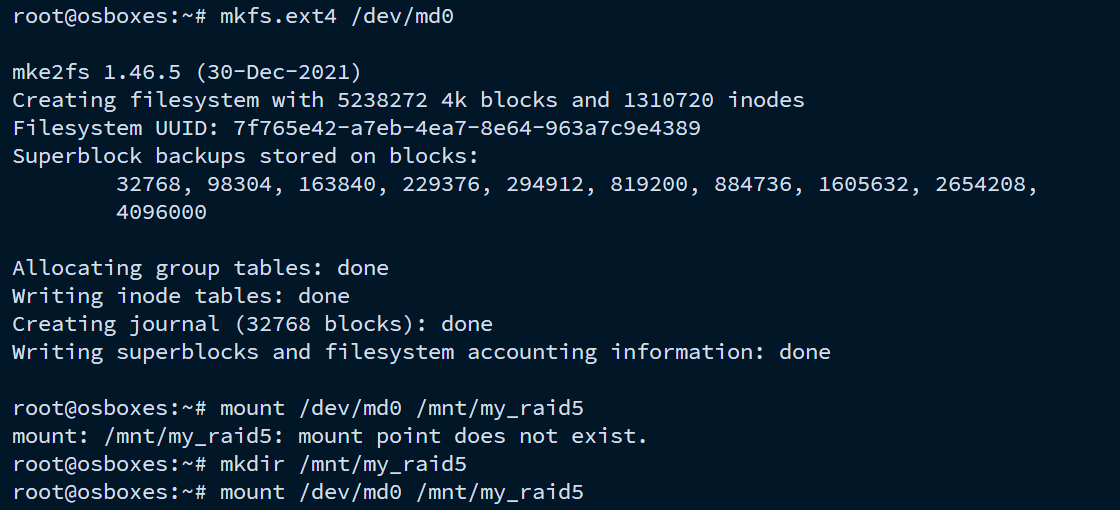 root@osboxes:~# mkfs.ext4 /dev/md0
mke2fs 1.46.5 (30-Dec-2021)
Creating filesystem with 5238272 4k blocks and 1310720 inodes
Filesystem UUID: 7f765e42-a7eb-4ea7-8e64-963a7c9e4389
Superblock backups stored on blocks:
32768, 98304, 163840, 229376, 294912, 819200, 884736, 1605632, 2654208,
4096000
Allocating group tables: done
Writing inode tables: done
Creating journal (32768 blocks): done
Writing superblocks and filesystem accounting information: done
root@osboxes:~# mount /dev/md0 /mnt/my_raid5
mount: /mnt/my_raid5: mount point does not exist.
root@osboxes:~# mkdir /mnt/my_raid5
root@osboxes:~# mount /dev/md0 /mnt/my_raid5